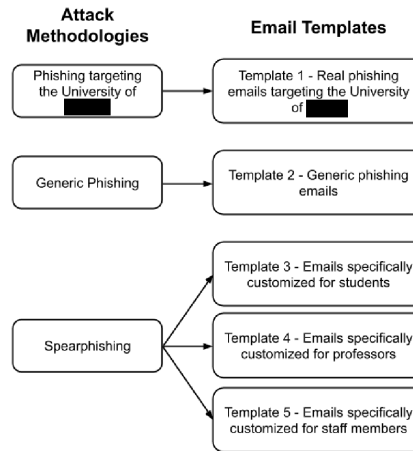 Attack
Methodologies
Email Templates
Phishing targeting
the University of
Template 1 - Real phishing
emails targeting the University
of
Generic Phishing
Template 2 - Generic phishing
emails
Spearphishing
Template 3 - Emails specifically
customized for students
Template 4 - Emails specifically
customized for professors
Template 5 - Emails specifically
customized for staff members